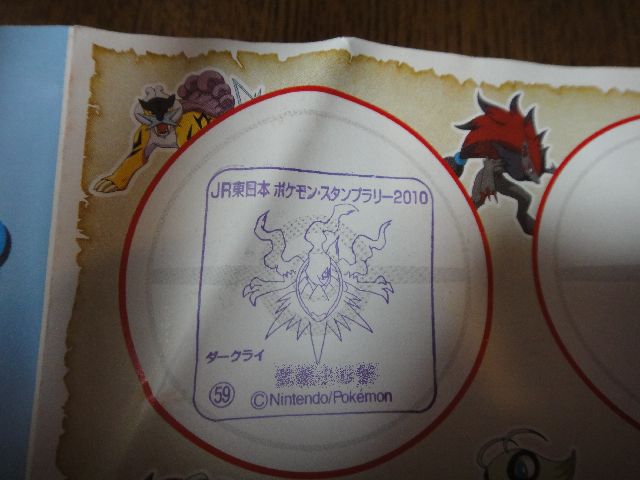 JR東日本 ポケモン・スタンプラリー2010
ダークライ
59
©Nintendo/Pokémon